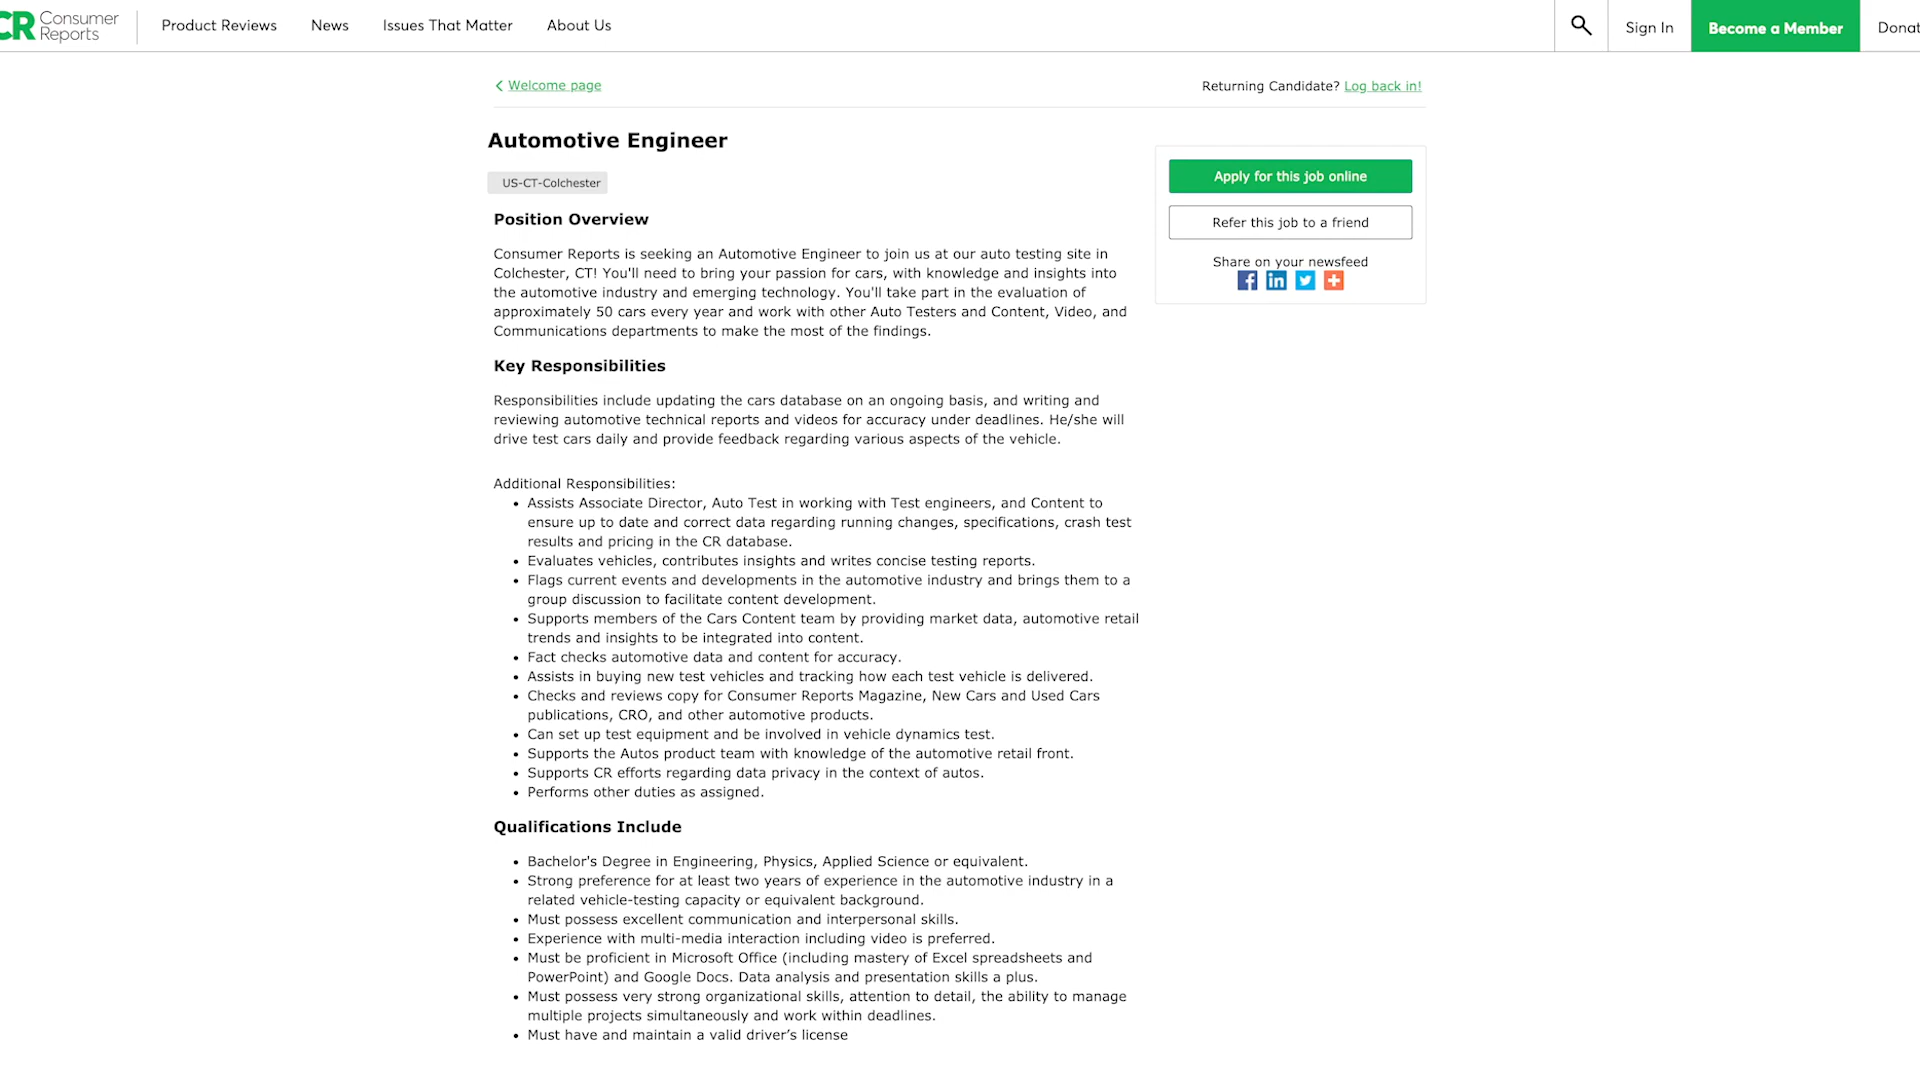 CR Consumer Reports
Product Reviews
News
Issues That Matter
About Us
Sign In
Become a Member
Donat
Welcome page
Returning Candidate? Log back in!
Automotive Engineer
US-CT-Colchester
Apply for this job online
Refer this job to a friend
Share on your newsfeed
Position Overview
Consumer Reports is seeking an Automotive Engineer to join us at our auto testing site in
Colchester, CT! You'll need to bring your passion for cars, with knowledge and insights into
the automotive industry and emerging technology. You'll take part in the evaluation of
approximately 50 cars every year and work with other Auto Testers and Content, Video, and
Communications departments to make the most of the findings.
Key Responsibilities
Responsibilities include updating the cars database on an ongoing basis, and writing and
reviewing automotive technical reports and videos for accuracy under deadlines. He/she will
drive test cars daily and provide feedback regarding various aspects of the vehicle.
Additional Responsibilities:
• Assists Associate Director, Auto Test in working with Test engineers, and Content to
ensure up to date and correct data regarding running changes, specifications, crash test
results and pricing in the CR database.
• Evaluates vehicles, contributes insights and writes concise testing reports.
• Flags current events and developments in the automotive industry and brings them to a
group discussion to facilitate content development.
• Supports members of the Cars Content team by providing market data, automotive retail
trends and insights to be integrated into content.
• Fact checks automotive data and content for accuracy.
• Assists in buying new test vehicles and tracking how each test vehicle is delivered.
• Checks and reviews copy for Consumer Reports Magazine, New Cars and Used Cars
publications, CRO, and other automotive products.
• Can set up test equipment and be involved in vehicle dynamics test.
• Supports the Autos product team with knowledge of the automotive retail front.
• Supports CR efforts regarding data privacy in the context of autos.
• Performs other duties as assigned.
Qualifications Include
• Bachelor's Degree in Engineering, Physics, Applied Science or equivalent.
• Strong preference for at least two years of experience in the automotive industry in a
related vehicle-testing capacity or equivalent background.
• Must possess excellent communication and interpersonal skills.
• Experience with multi-media interaction including video is preferred.
• Must be proficient in Microsoft Office (including mastery of Excel spreadsheets and
PowerPoint) and Google Docs. Data analysis and presentation skills a plus.
• Must possess very strong organizational skills, attention to detail, the ability to manage
multiple projects simultaneously and work within deadlines.
• Must have and maintain a valid driver’s license